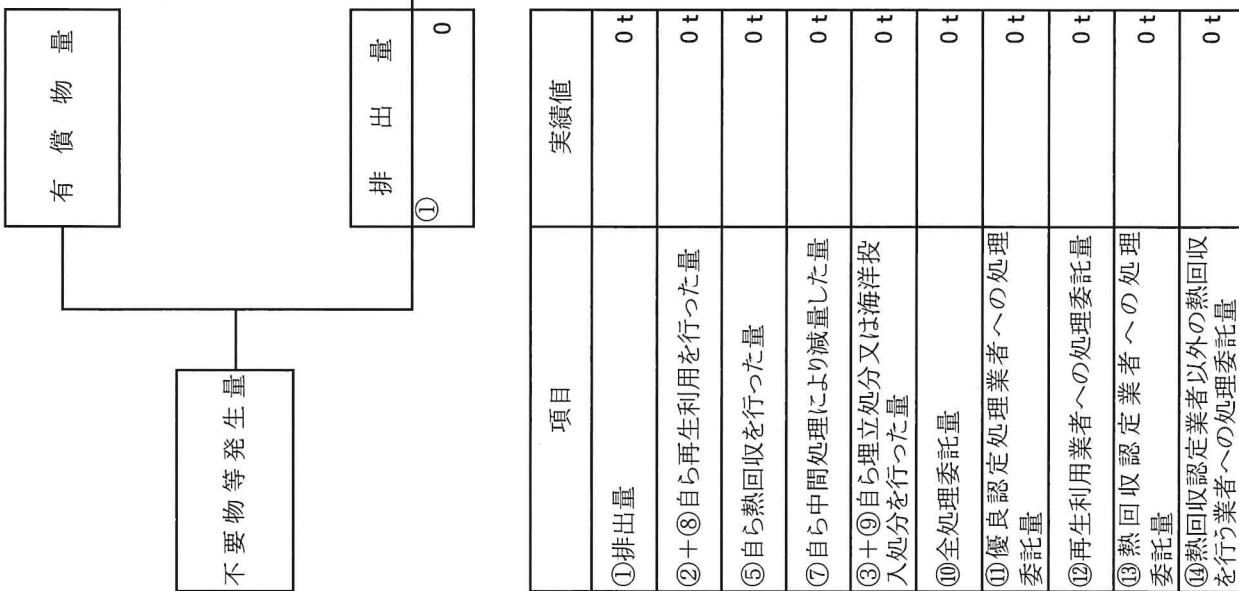 有償物量
不要物等発生量
排出量
①
0
項目 実績値
①排出量 0 t
②+⑧自ら再生利用を行った量 0 t
⑤自ら熱回収を行った量 0 t
⑦自ら中間処理により減量した量 0 t
③+⑨自ら埋立処分又は海洋投
入処分を行った量 0 t
⑩全処理委託量 0 t
⑪優良認定処理業者への処理
委託量 0 t
⑫再生利用業者への処理委託量 0 t
⑬熱回収認定業者への処理
委託量 0 t
⑭熱回収認定業者以外の熱回収
を行う業者への処理委託量 0 t